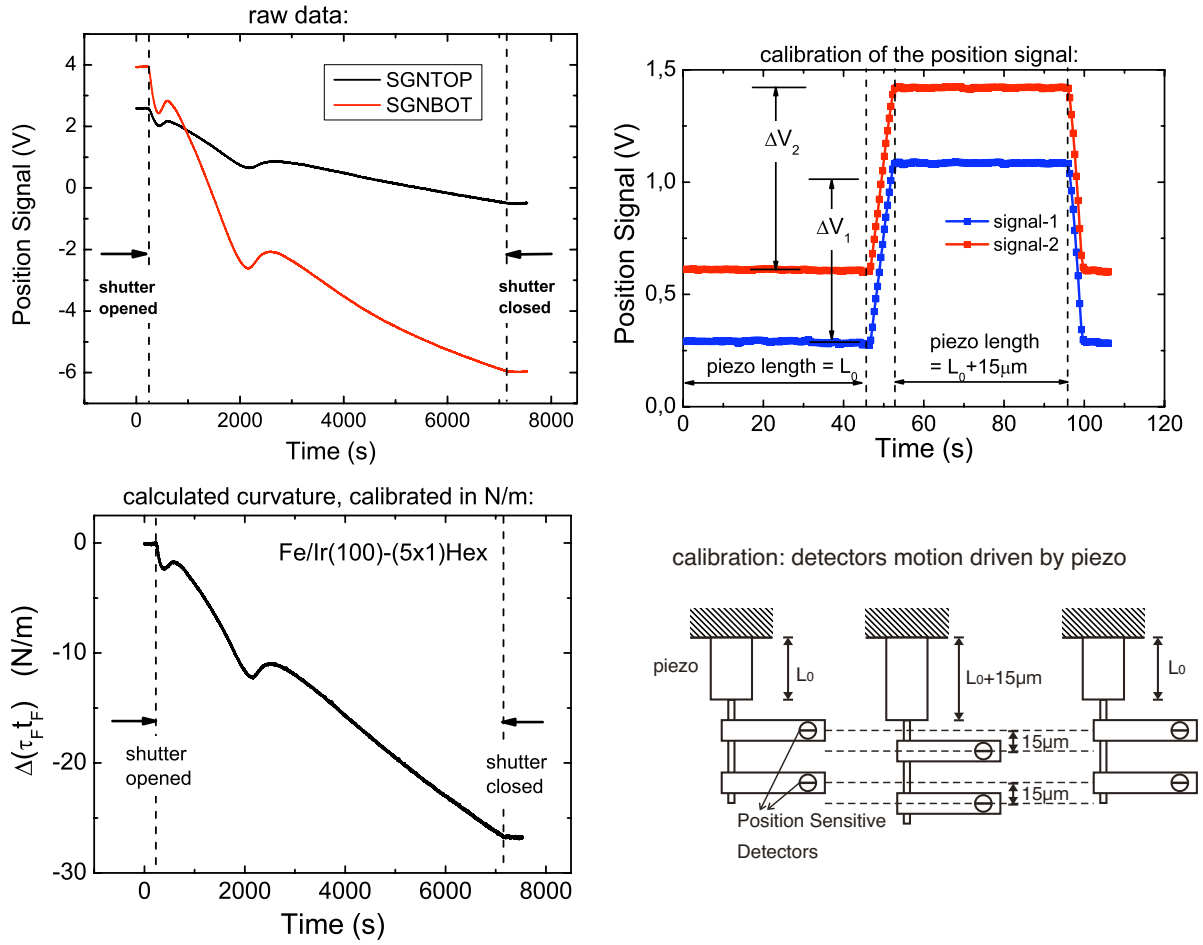 raw data:
4
2
0
-2
-4
-6
Position Signal (V)
SGNTOP
SGNBOT
shutter
opened
shutter
closed
0 2000 4000 6000 8000
Time (s)
calibration of the position signal:
1,5
1,0
0,5
0,0
Position Signal (V)
ΔV₂
ΔV₁
signal-1
signal-2
piezo length = L₀
piezo length
= L₀+15μm
0 20 40 60 80 100 120
Time (s)
calculated curvature, calibrated in N/m:
0
-10
-20
-30
Δ(τ_F t_F) (N/m)
Fe/Ir(100)-(5x1)Hex
shutter
opened
shutter
closed
0 2000 4000 6000 8000
Time (s)
calibration: detectors motion driven by piezo
piezo
L₀
L₀+15μm
L₀
15μm
15μm
Position Sensitive
Detectors